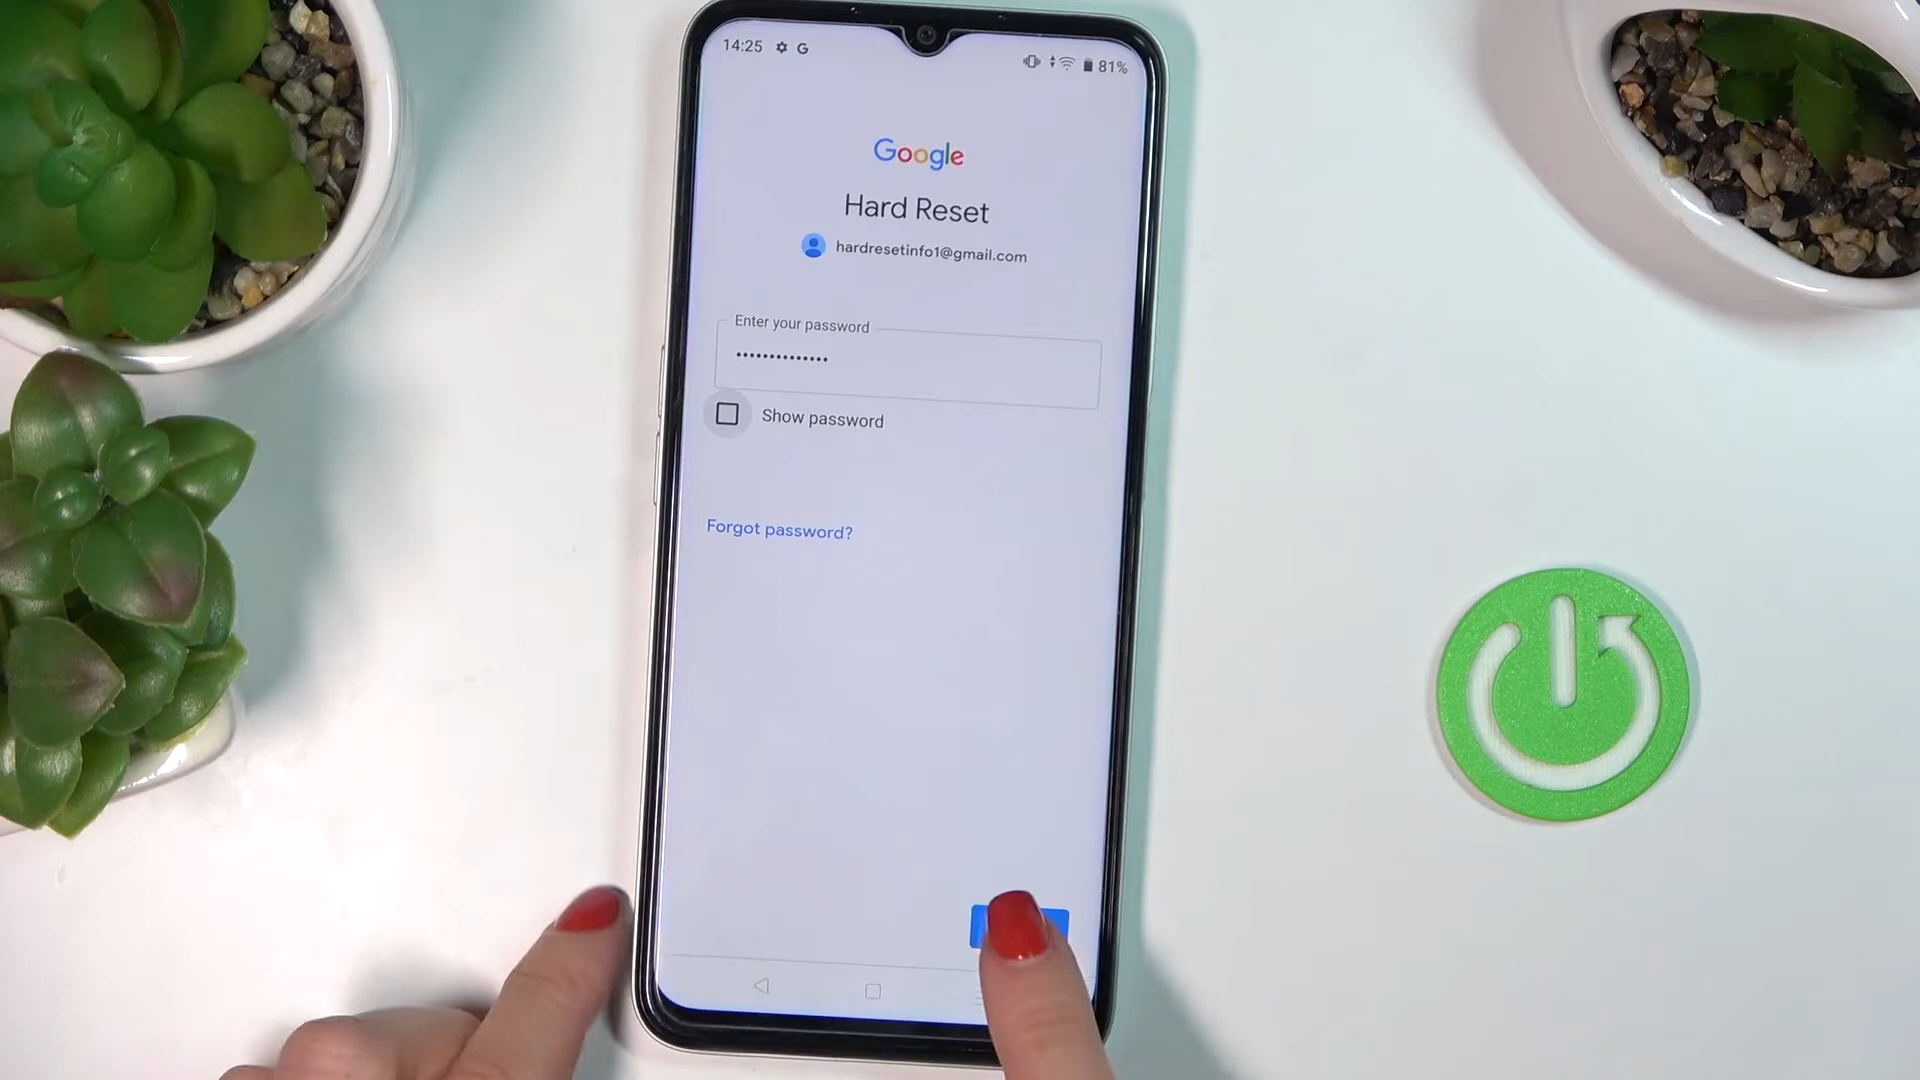 14:25 G 81%
Google
Hard Reset
hardresetinfo1@gmail.com
Enter your password
••••••••••••••
Show password
Forgot password?